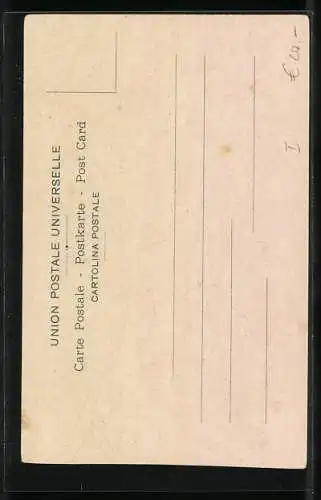 UNION POSTALE UNIVERSELLE
Carte Postale - Postkarte - Post Card
CARTOLINA POSTALE
I